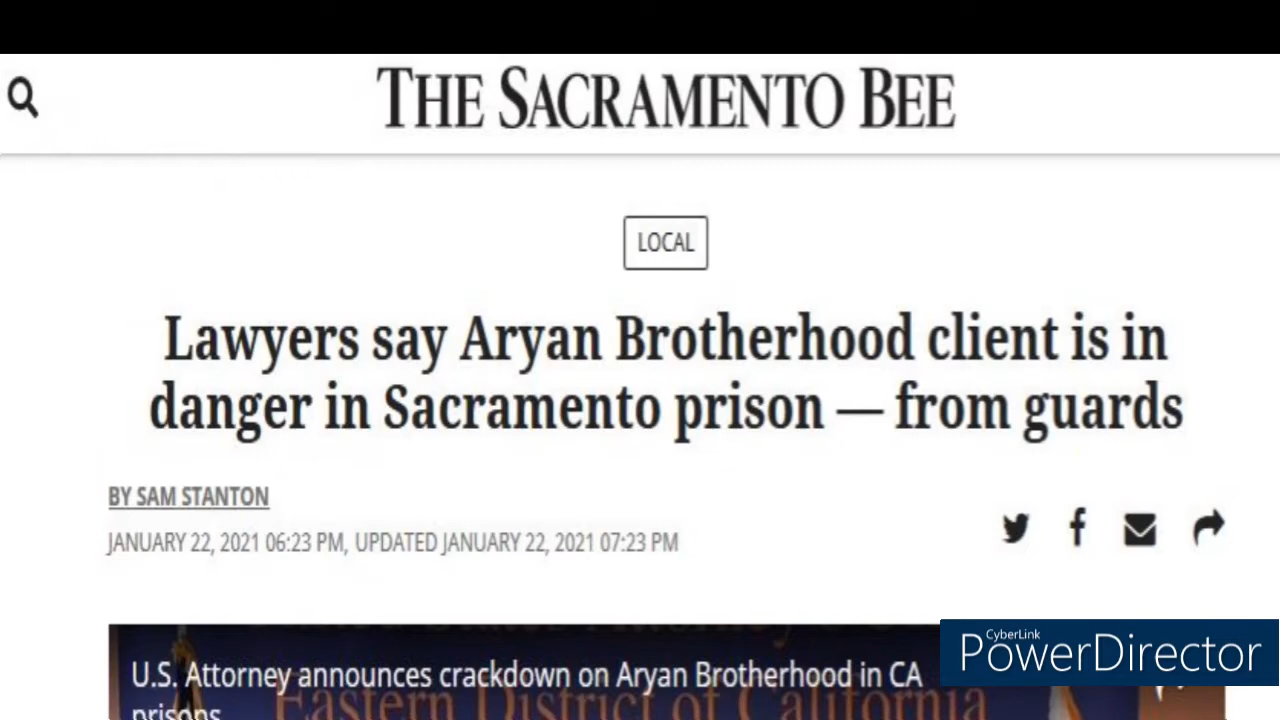 THE SACRAMENTO BEE
LOCAL
Lawyers say Aryan Brotherhood client is in
danger in Sacramento prison — from guards
BY SAM STANTON
JANUARY 22, 2021 06:23 PM, UPDATED JANUARY 22, 2021 07:23 PM
U.S. Attorney announces crackdown on Aryan Brotherhood in CA
prisons
Eastern District of California
CyberLink
PowerDirector